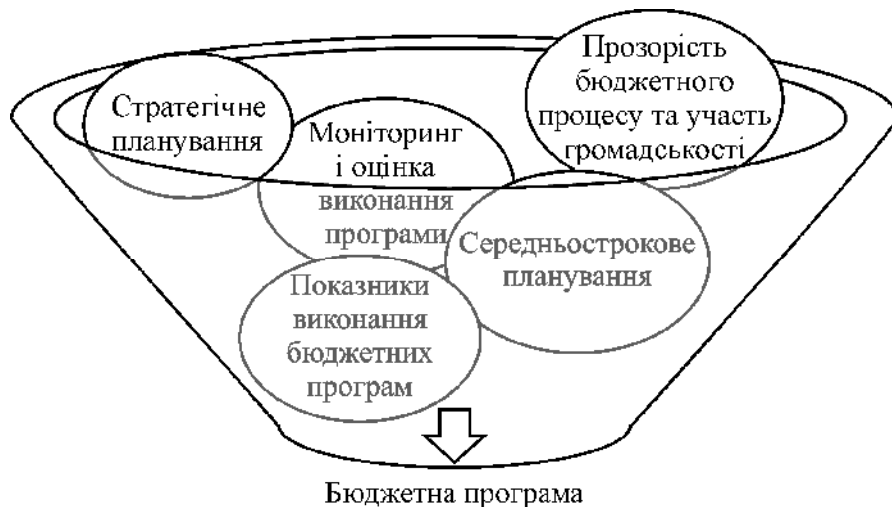 Стратегічне
планування
Прозорість
бюджетного
процесу та участь
громадськості
Моніторинг
і оцінка
виконання
програми
Середньострокове
планування
Показники
виконання
бюджетних
програм
Бюджетна програма